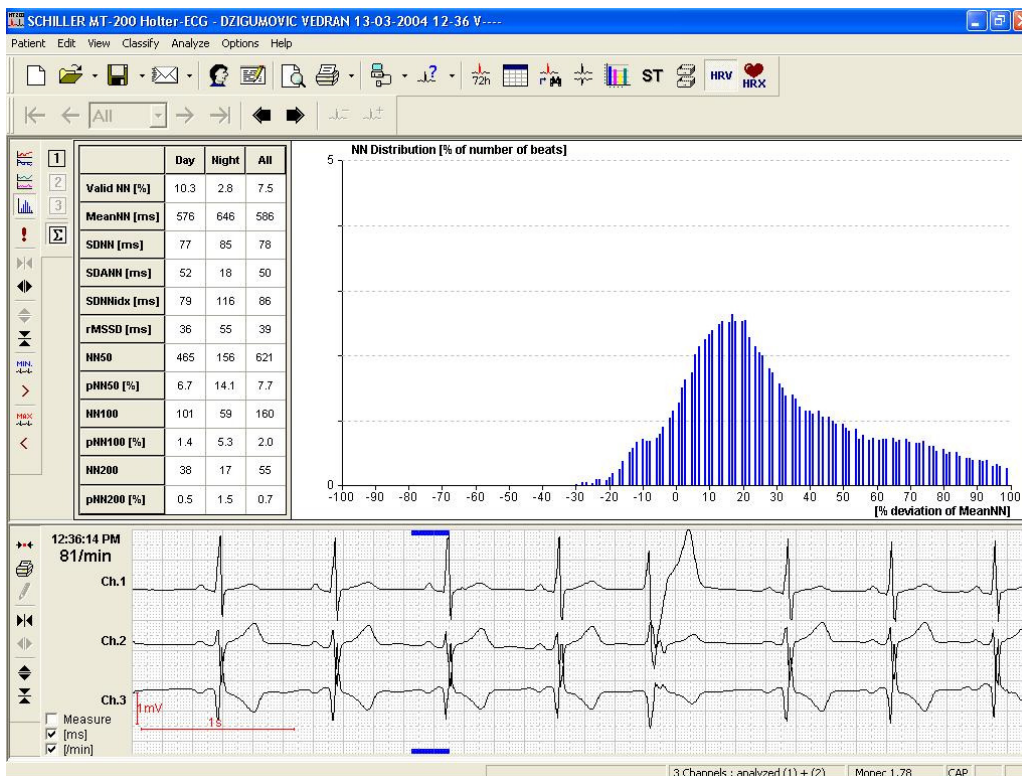 SCHILLER MT-200 Holter-ECG - DZIGUMOVIC VEDRAN 13-03-2004 12-36 V----
Patient Edit View Classify Analyze Options Help
72h ST HRV HRX
All
1
2
3
Σ
MIN.
MAX
Day Night All
Valid NN [%] 10.3 2.8 7.5
MeanNN [ms] 576 646 586
SDNN [ms] 77 85 78
SDANN [ms] 52 18 50
SDNNidx [ms] 79 116 86
rMSSD [ms] 36 55 39
NN50 465 156 621
pNN50 [%] 6.7 14.1 7.7
NN100 101 59 160
pNN100 [%] 1.4 5.3 2.0
NN200 38 17 55
pNN200 [%] 0.5 1.5 0.7
NN Distribution [% of number of beats]
5
0
-100 -90 -80 -70 -60 -50 -40 -30 -20 -10 0 10 20 30 40 50 60 70 80 90 100
[% deviation of MeanNN]
12:36:14 PM
81/min
Ch.1
Ch.2
Ch.3
1mV
1s
Measure
[ms]
[/min]
3 Channels : analyzed (1) + (2) Monec 1.78 CAP